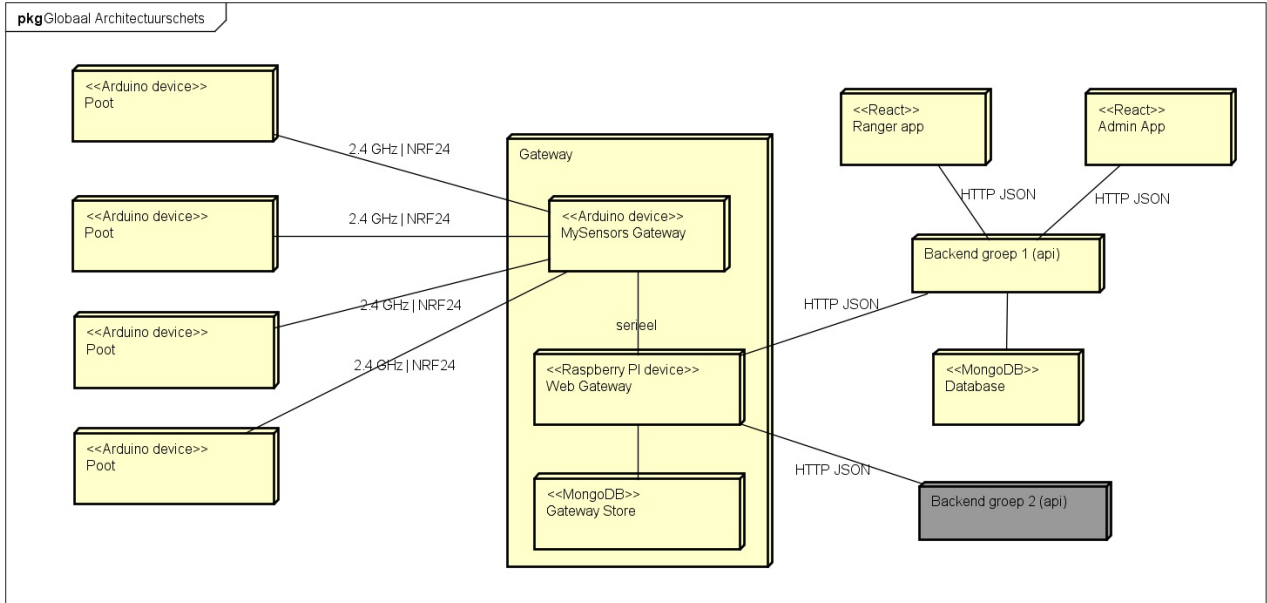 pkg Globaal Architectuurschets
<<Arduino device>>
Poot
2.4 GHz | NRF24
<<Arduino device>>
Poot
2.4 GHz | NRF24
<<Arduino device>>
Poot
2.4 GHz | NRF24
<<Arduino device>>
Poot
2.4 GHz | NRF24
Gateway
<<Arduino device>>
MySensors Gateway
serieel
<<Raspberry PI device>>
Web Gateway
<<MongoDB>>
Gateway Store
<<React>>
Ranger app
<<React>>
Admin App
HTTP JSON
HTTP JSON
Backend groep 1 (api)
HTTP JSON
<<MongoDB>>
Database
HTTP JSON
Backend groep 2 (api)